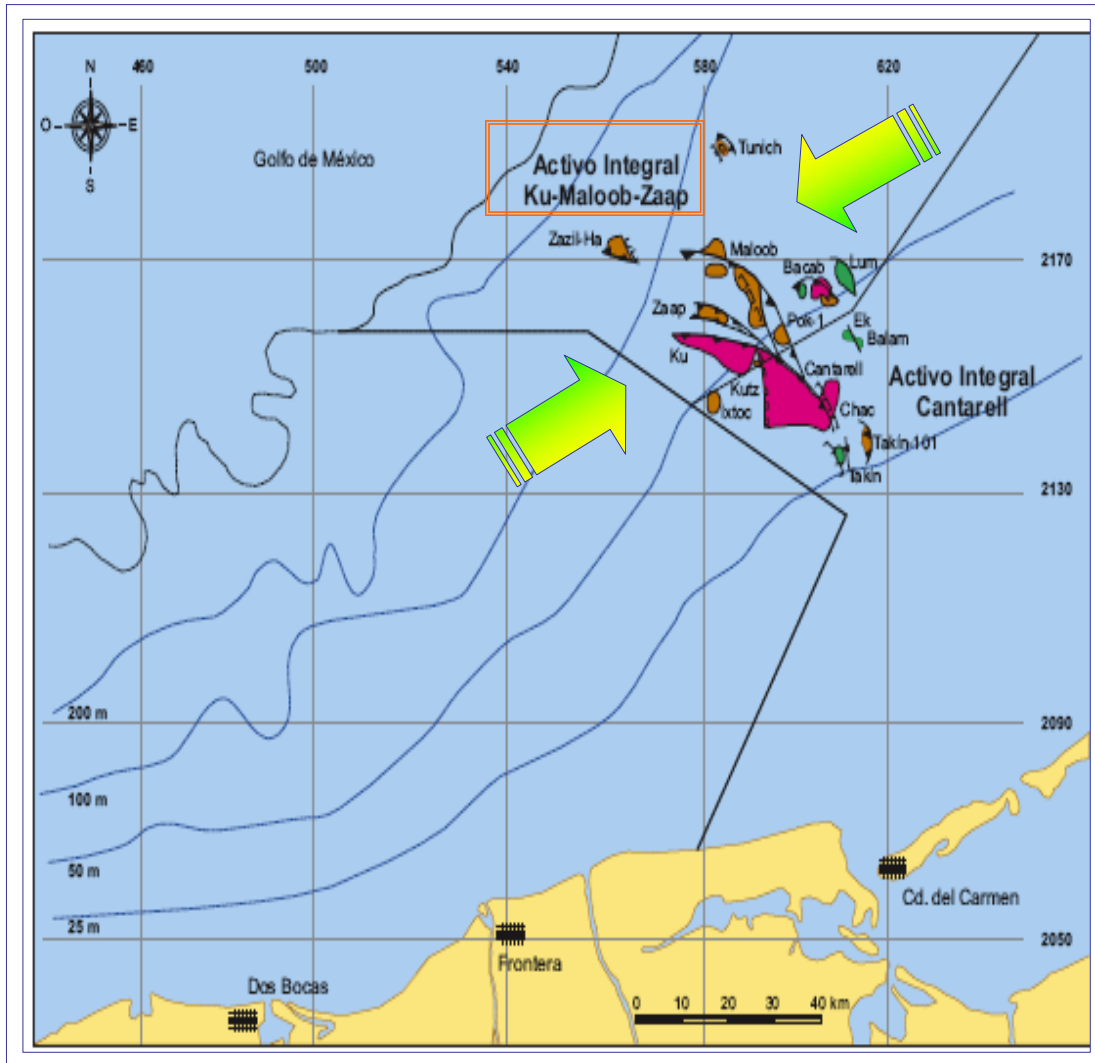 N
460
500
540
580
620
O
E
S
Golfo de México
Activo Integral
Ku-Maloob-Zaap
Tunich
Zazil-Ha
Maloob
2170
Bacab
Lum
Zaap
Pok-1
Ek
Balam
Ku
Cantarell
Activo Integral
Cantarell
Kutz
Ixtoc
Chac
Takín-101
Takín
2130
200 m
2090
100 m
50 m
25 m
Cd. del Carmen
2050
Frontera
Dos Bocas
0 10 20 30 40 km